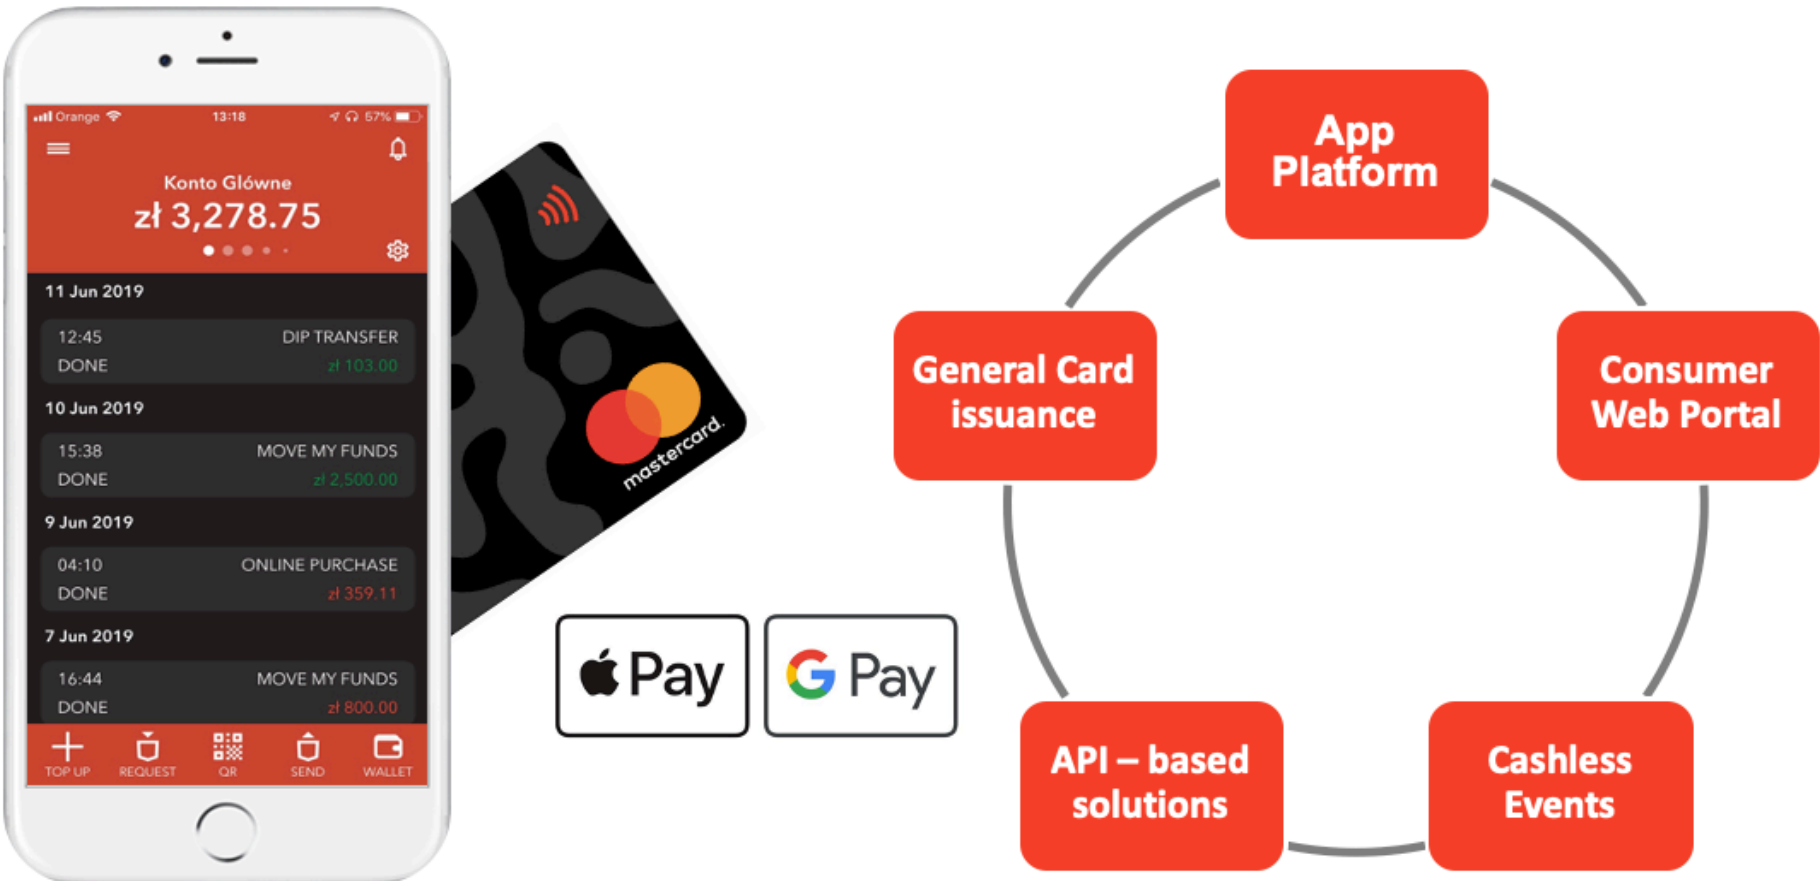 Orange
13:18
57%
Konto Glówne
zł 3,278.75
11 Jun 2019
12:45 DIP TRANSFER
DONE zł 103.00
10 Jun 2019
15:38 MOVE MY FUNDS
DONE zł 2,500.00
9 Jun 2019
04:10 ONLINE PURCHASE
DONE zł 359.11
7 Jun 2019
16:44 MOVE MY FUNDS
DONE zł 800.00
TOP UP
REQUEST
QR
SEND
WALLET
mastercard.
Pay
G Pay
App
Platform
General Card
issuance
Consumer
Web Portal
API – based
solutions
Cashless
Events